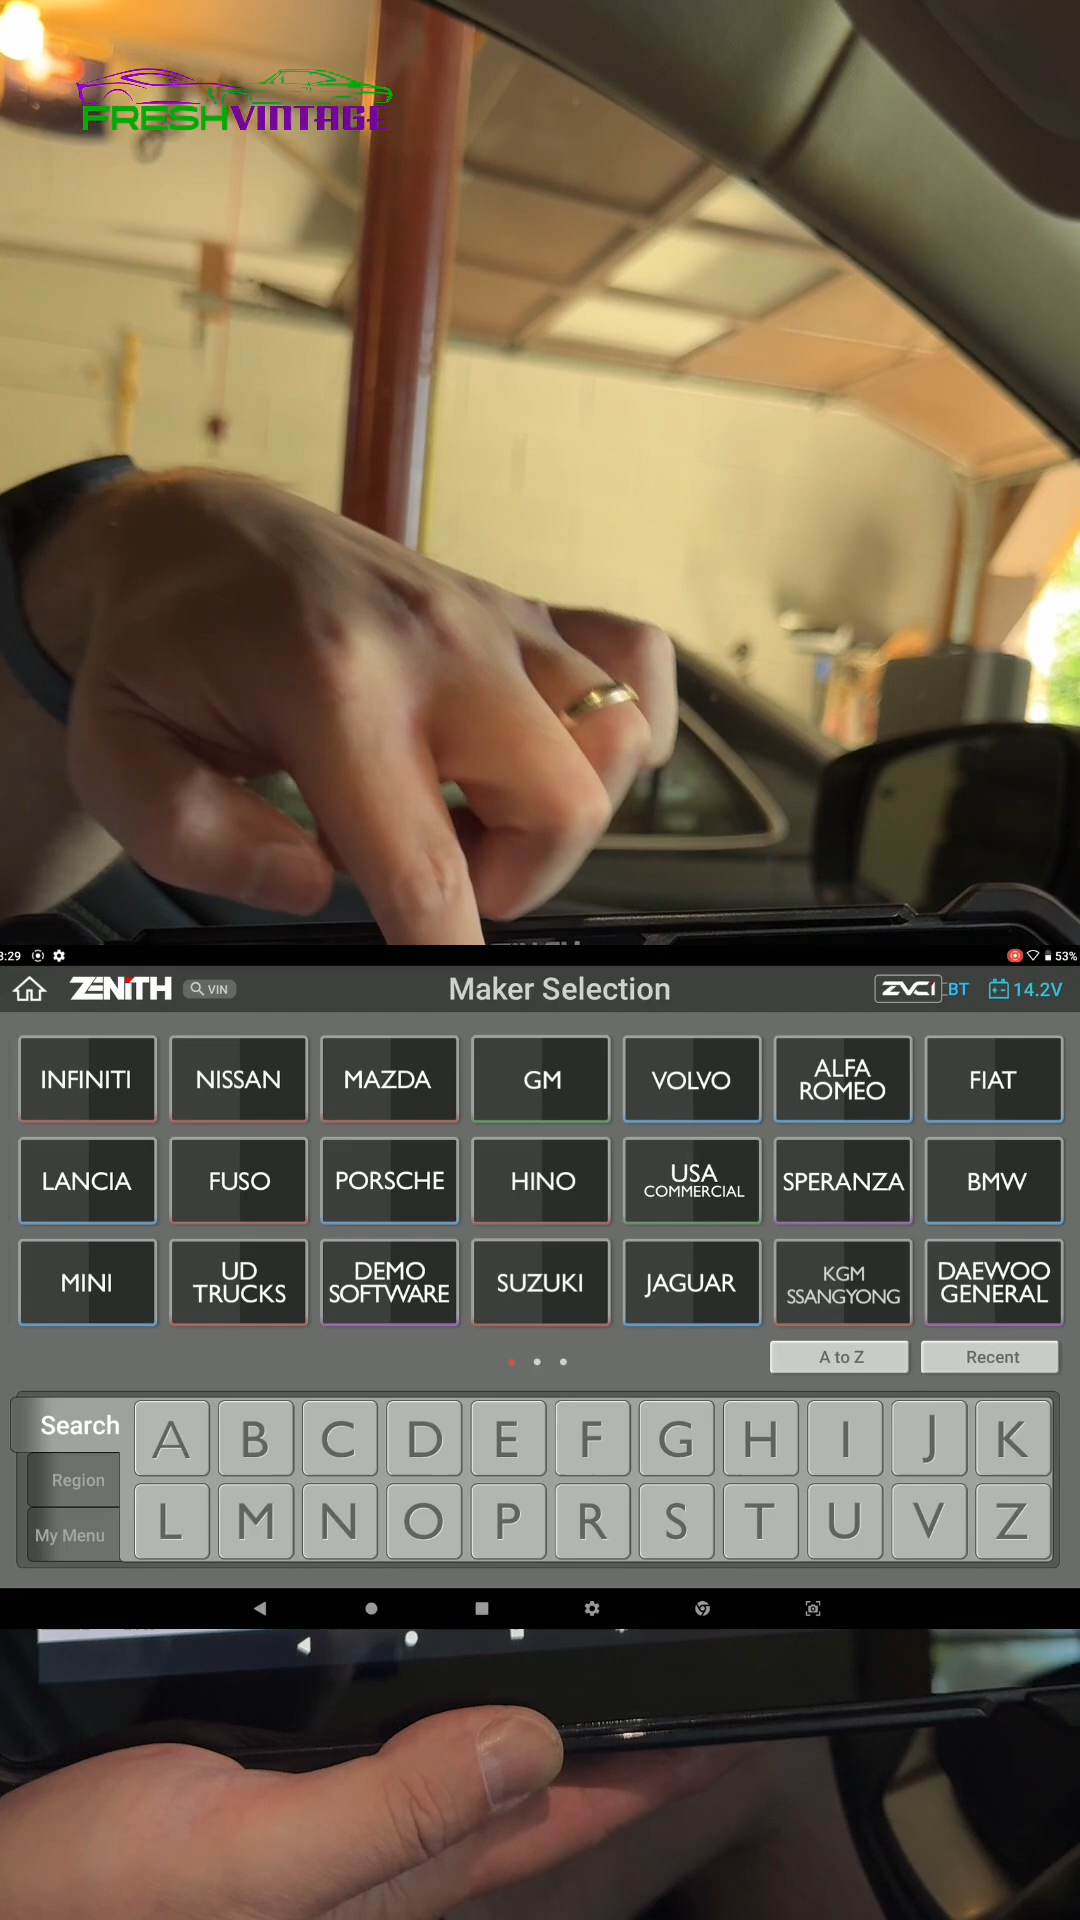 FRESHVINTAGE
3:29
53%
ZENITH
VIN
Maker Selection
ZVCI
BT
14.2V
INFINITI
NISSAN
MAZDA
GM
VOLVO
ALFA
ROMEO
FIAT
LANCIA
FUSO
PORSCHE
HINO
USA
COMMERCIAL
SPERANZA
BMW
MINI
UD
TRUCKS
DEMO
SOFTWARE
SUZUKI
JAGUAR
KGM
SSANGYONG
DAEWOO
GENERAL
A to Z
Recent
Search
A B C D E F G H I J K
Region
My Menu
L M N O P R S T U V Z